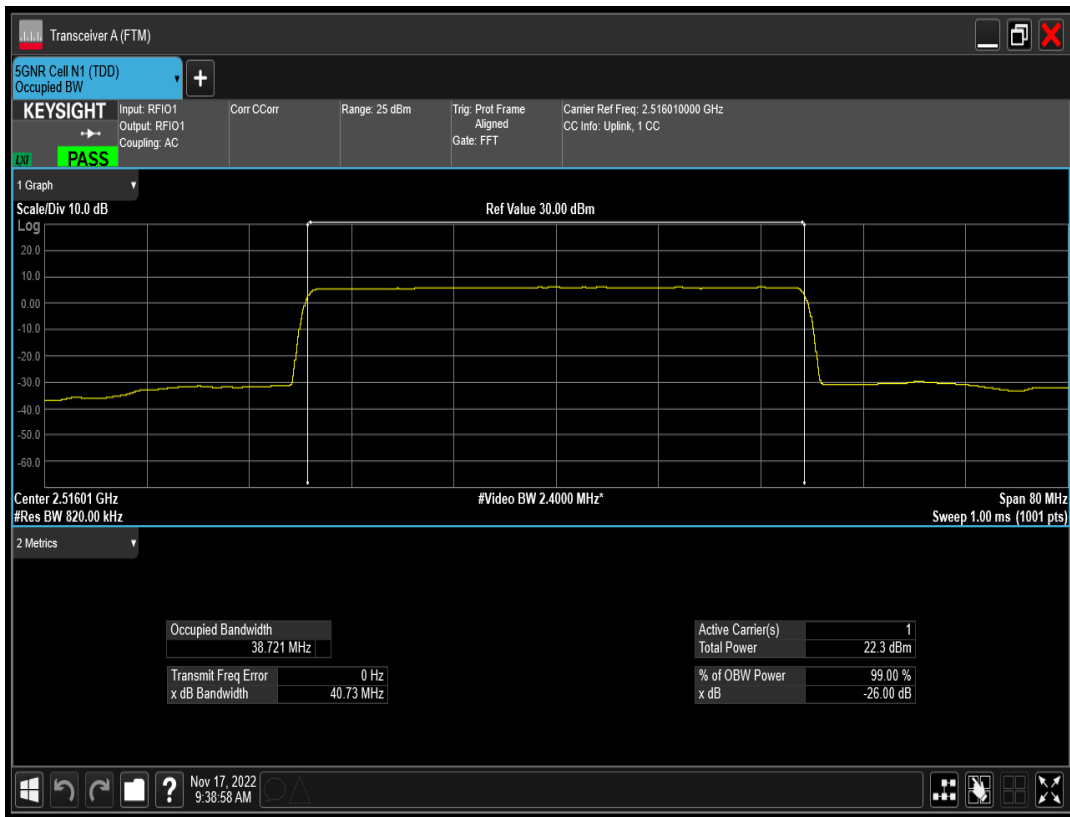 Transceiver A (FTM)
5GNR Cell N1 (TDD)
Occupied BW
+
KEYSIGHT
LXI
PASS
Input: RFIO1
Output: RFIO1
Coupling: AC
Corr CCorr
Range: 25 dBm
Trig: Prot Frame
Aligned
Gate: FFT
Carrier Ref Freq: 2.516010000 GHz
CC Info: Uplink, 1 CC
1 Graph
Scale/Div 10.0 dB
Ref Value 30.00 dBm
Log
20.0
10.0
0.00
-10.0
-20.0
-30.0
-40.0
-50.0
-60.0
Center 2.51601 GHz
#Video BW 2.4000 MHz*
Span 80 MHz
#Res BW 820.00 kHz
Sweep 1.00 ms (1001 pts)
2 Metrics
Occupied Bandwidth
38.721 MHz
Transmit Freq Error 0 Hz
x dB Bandwidth 40.73 MHz
Active Carrier(s) 1
Total Power 22.3 dBm
% of OBW Power 99.00 %
x dB -26.00 dB
?
Nov 17, 2022
9:38:58 AM